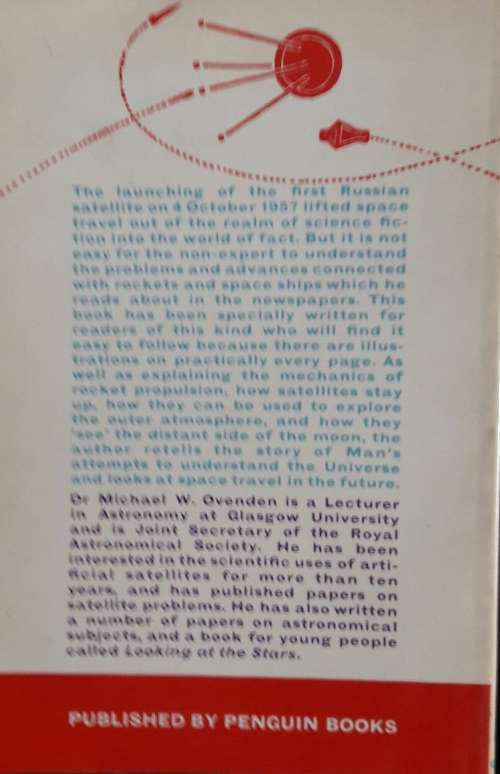 The launching of the first Russian
satellite on 4 October 1957 lifted space
travel out of the realm of science fic-
tion into the world of fact. But it is not
easy for the non-expert to understand
the problems and advances connected
with rockets and space ships which he
reads about in the newspapers. This
book has been specially written for
readers of this kind who will find it
easy to follow because there are illus-
trations on practically every page. As
well as explaining the mechanics of
rocket propulsion, how satellites stay
up, how they can be used to explore
the outer atmosphere, and how they
'see' the distant side of the moon, the
author retells the story of Man's
attempts to understand the Universe
and looks at space travel in the future.
Dr Michael W. Ovenden is a Lecturer
in Astronomy at Glasgow University
and is Joint Secretary of the Royal
Astronomical Society. He has been
interested in the scientific uses of arti-
ficial satellites for more than ten
years, and has published papers on
satellite problems. He has also written
a number of papers on astronomical
subjects, and a book for young people
called Looking at the Stars.
PUBLISHED BY PENGUIN BOOKS